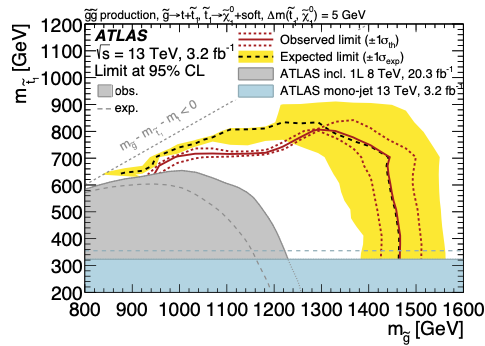 g̃g̃ production, g̃→t+t̃₁, t̃₁→χ̃₁⁰+soft, Δm(t̃₁, χ̃₁⁰) = 5 GeV
ATLAS
√s = 13 TeV, 3.2 fb⁻¹
Limit at 95% CL
obs.
exp.
Observed limit (±1σ_th)
Expected limit (±1σ_exp)
ATLAS incl. 1L 8 TeV, 20.3 fb⁻¹
ATLAS mono-jet 13 TeV, 3.2 fb⁻¹
m_g̃ - m_t̃₁ - m_t < 0
m_t̃₁ [GeV]
1200
1100
1000
900
800
700
600
500
400
300
200
800 900 1000 1100 1200 1300 1400 1500 1600
m_g̃ [GeV]